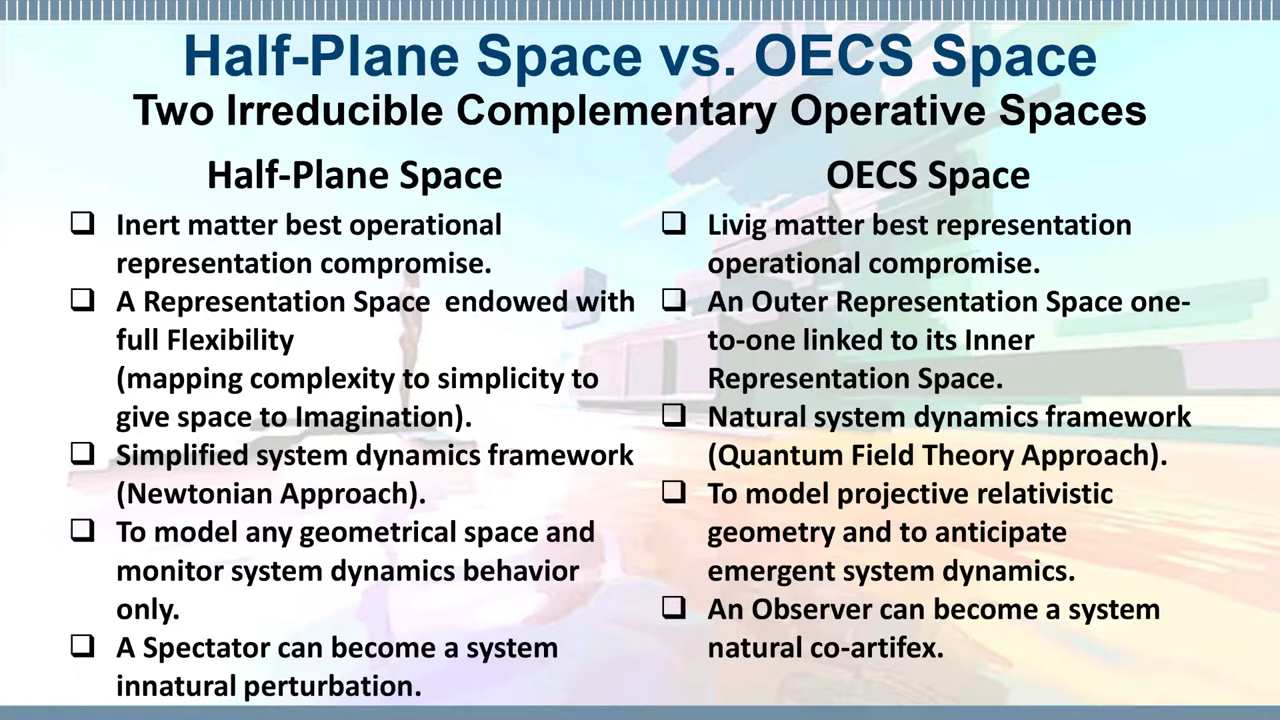 Half-Plane Space vs. OECS Space
Two Irreducible Complementary Operative Spaces
Half-Plane Space
❑ Inert matter best operational
representation compromise.
❑ A Representation Space endowed with
full Flexibility
(mapping complexity to simplicity to
give space to Imagination).
❑ Simplified system dynamics framework
(Newtonian Approach).
❑ To model any geometrical space and
monitor system dynamics behavior
only.
❑ A Spectator can become a system
innatural perturbation.
OECS Space
❑ Livig matter best representation
operational compromise.
❑ An Outer Representation Space one-
to-one linked to its Inner
Representation Space.
❑ Natural system dynamics framework
(Quantum Field Theory Approach).
❑ To model projective relativistic
geometry and to anticipate
emergent system dynamics.
❑ An Observer can become a system
natural co-artifex.